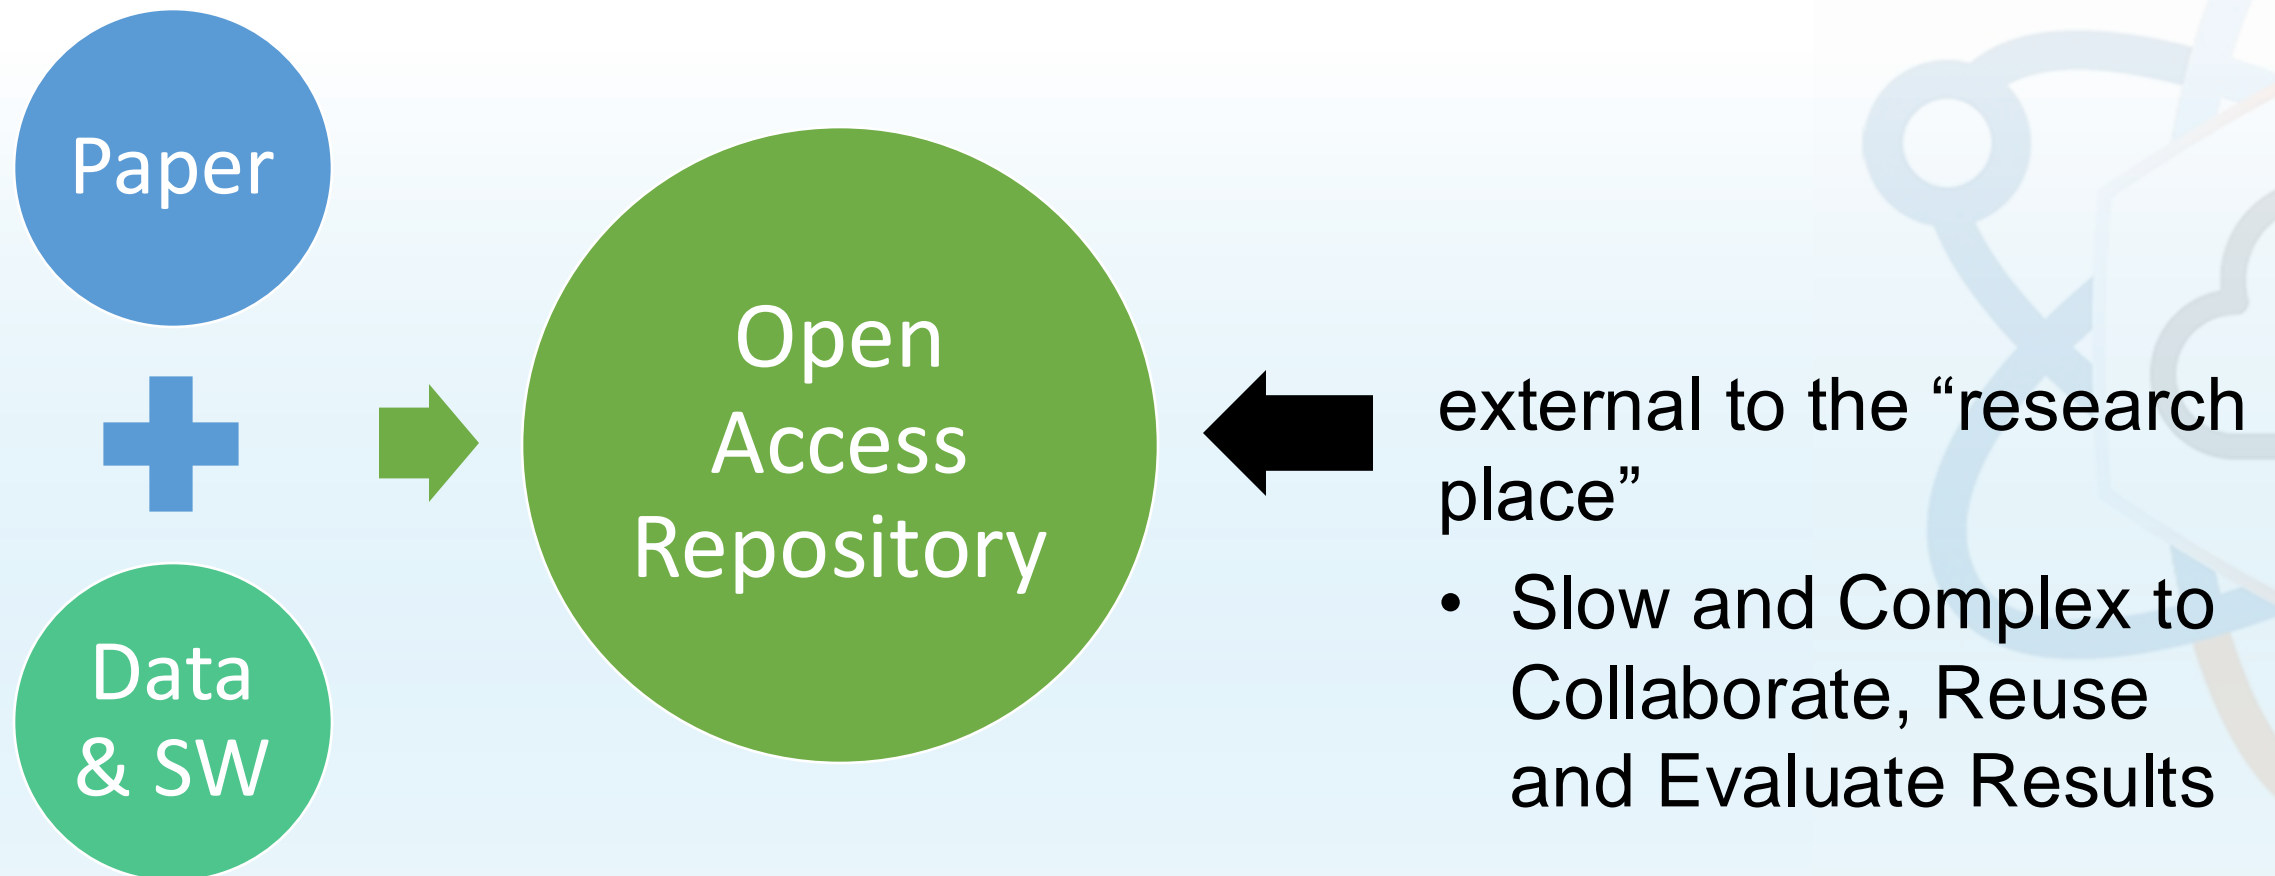 Paper
Data
& SW
Open
Access
Repository
external to the “research
place”
• Slow and Complex to
Collaborate, Reuse
and Evaluate Results